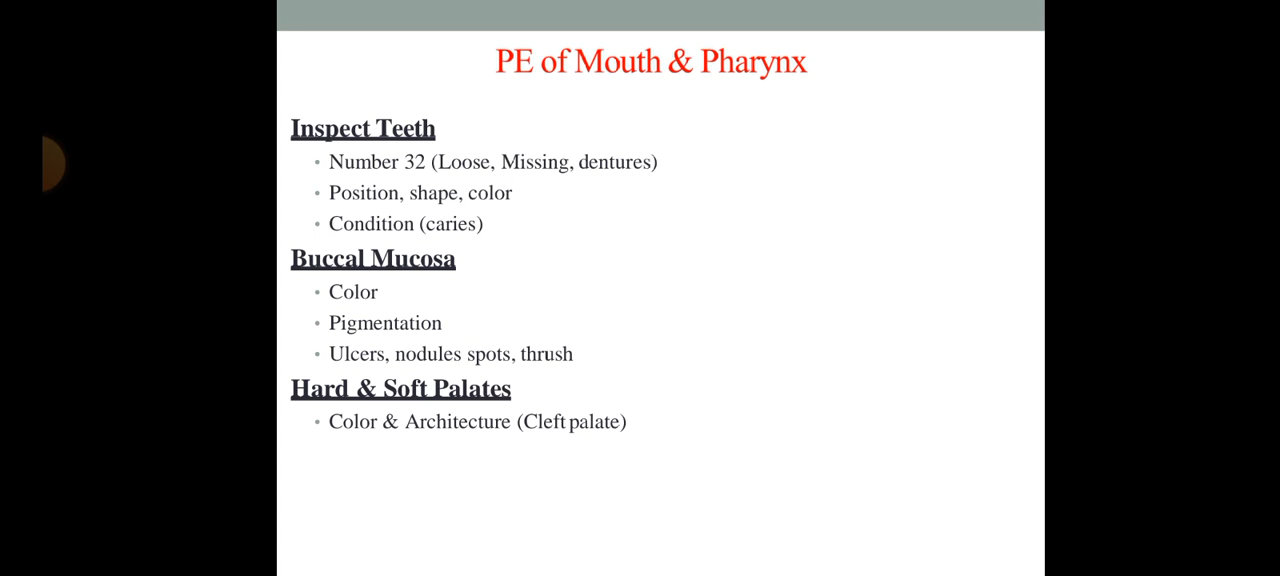 PE of Mouth & Pharynx
Inspect Teeth
• Number 32 (Loose, Missing, dentures)
• Position, shape, color
• Condition (caries)
Buccal Mucosa
• Color
• Pigmentation
• Ulcers, nodules spots, thrush
Hard & Soft Palates
• Color & Architecture (Cleft palate)